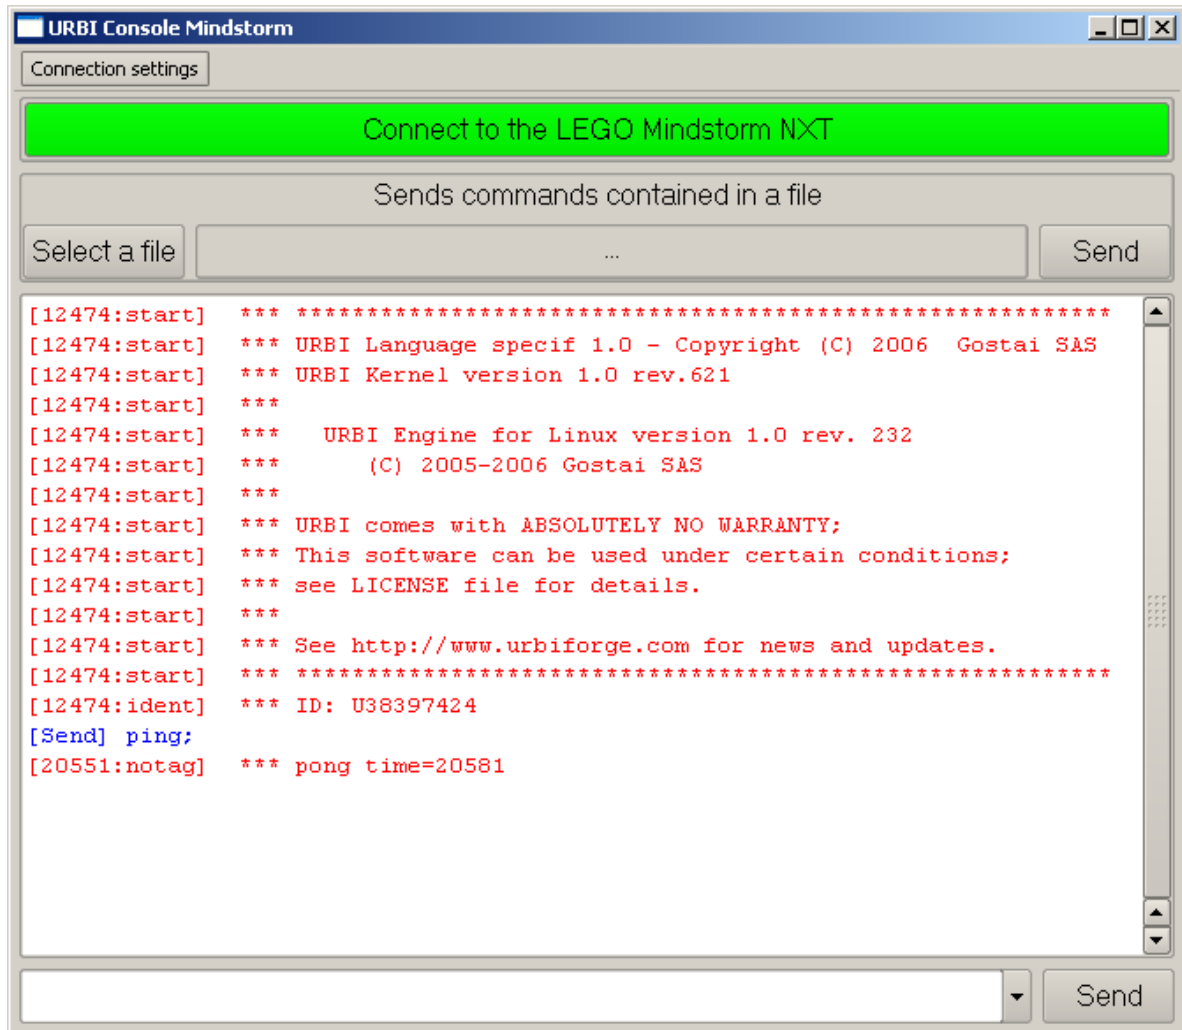 URBI Console Mindstorm
Connection settings
Connect to the LEGO Mindstorm NXT
Sends commands contained in a file
Select a file ... Send
[12474:start] *** **********************************************************
[12474:start] *** URBI Language specif 1.0 - Copyright (C) 2006  Gostai SAS
[12474:start] *** URBI Kernel version 1.0 rev.621
[12474:start] ***
[12474:start] ***   URBI Engine for Linux version 1.0 rev. 232
[12474:start] ***       (C) 2005-2006 Gostai SAS
[12474:start] ***
[12474:start] *** URBI comes with ABSOLUTELY NO WARRANTY;
[12474:start] *** This software can be used under certain conditions;
[12474:start] *** see LICENSE file for details.
[12474:start] ***
[12474:start] *** See http://www.urbiforge.com for news and updates.
[12474:start] *** **********************************************************
[12474:ident] *** ID: U38397424
[Send] ping;
[20551:notag] *** pong time=20581
Send